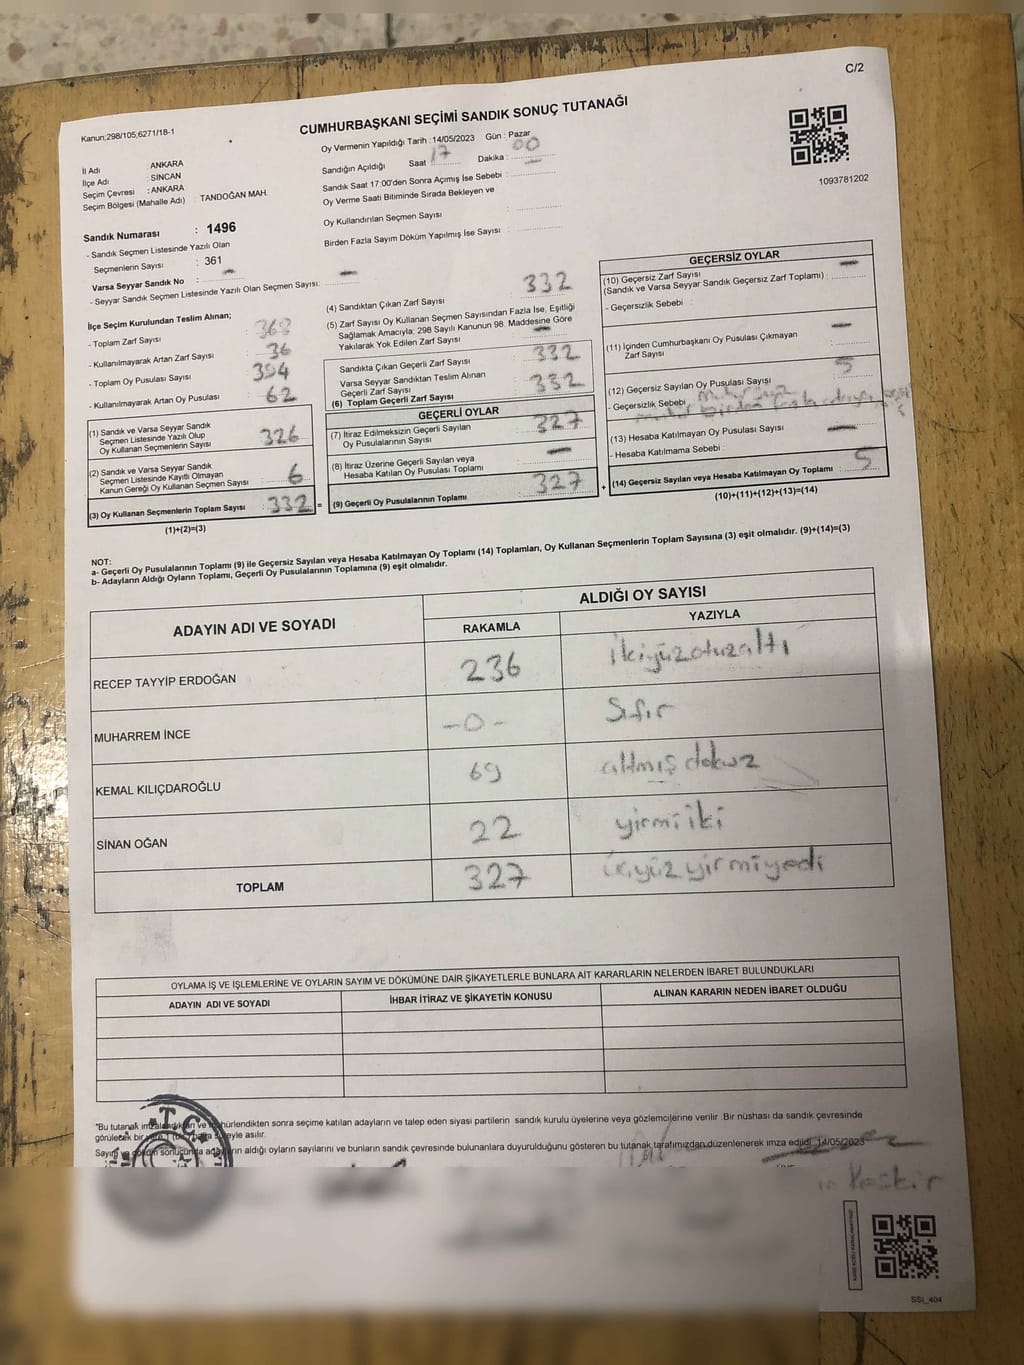 C/2
Kanun;298/105;6271/18-1
CUMHURBAŞKANI SEÇİMİ SANDIK SONUÇ TUTANAĞI
1093781202
İl Adı : ANKARA
İlçe Adı : SİNCAN
Seçim Çevresi : ANKARA
Seçim Bölgesi (Mahalle Adı) TANDOĞAN MAH.
Sandık Numarası : 1496
- Sandık Seçmen Listesinde Yazılı Olan
Seçmenlerin Sayısı : 361
Varsa Seyyar Sandık No : —
- Seyyar Sandık Seçmen Listesinde Yazılı Olan Seçmen Sayısı: —
Oy Vermenin Yapıldığı Tarih : 14/05/2023 Gün : Pazar
Sandığın Açıldığı Saat 17 Dakika : 00
Sandık Saat 17:00'den Sonra Açımış İse Sebebi : —
Oy Verme Saati Bitiminde Sırada Bekleyen ve
Oy Kullandırılan Seçmen Sayısı :
Birden Fazla Sayım Döküm Yapılmış İse Sayısı :
İlçe Seçim Kurulundan Teslim Alınan;
- Toplam Zarf Sayısı : 368
- Kullanılmayarak Artan Zarf Sayısı : 36
- Toplam Oy Pusulası Sayısı : 394
- Kullanılmayarak Artan Oy Pusulası : 62
(1) Sandık ve Varsa Seyyar Sandık
Seçmen Listesinde Yazılı Olup
Oy Kullanan Seçmenlerin Sayısı : 326
(2) Sandık ve Varsa Seyyar Sandık
Seçmen Listesinde Kayıtlı Olmayan
Kanun Gereği Oy Kullanan Seçmen Sayısı : 6
(3) Oy Kullanan Seçmenlerin Toplam Sayısı : 332 =
(1)+(2)=(3)
(4) Sandıktan Çıkan Zarf Sayısı : 332
(5) Zarf Sayısı Oy Kullanan Seçmen Sayısından Fazla İse, Eşitliği
Sağlamak Amacıyla; 298 Sayılı Kanunun 98. Maddesine Göre
Yakılarak Yok Edilen Zarf Sayısı : —
Sandıkta Çıkan Geçerli Zarf Sayısı : 332
Varsa Seyyar Sandıktan Teslim Alınan
Geçerli Zarf Sayısı
(6) Toplam Geçerli Zarf Sayısı : 332
GEÇERLİ OYLAR
(7) İtiraz Edilmeksizin Geçerli Sayılan
Oy Pusulalarının Sayısı : 327
(8) İtiraz Üzerine Geçerli Sayılan veya
Hesaba Katılan Oy Pusulası Toplamı : —
(9) Geçerli Oy Pusulalarının Toplamı : 327 +
GEÇERSİZ OYLAR
(10) Geçersiz Zarf Sayısı
(Sandık ve Varsa Seyyar Sandık Geçersiz Zarf Toplamı) : —
- Geçersizlik Sebebi :
(11) İçinden Cumhurbaşkanı Oy Pusulası Çıkmayan
Zarf Sayısı : —
(12) Geçersiz Sayılan Oy Pusulası Sayısı : 5
- Geçersizlik Sebebi
mühür birden fazla
(13) Hesaba Katılmayan Oy Pusulası Sayısı : —
- Hesaba Katılmama Sebebi :
(14) Geçersiz Sayılan veya Hesaba Katılmayan Oy Toplamı : 5
(10)+(11)+(12)+(13)=(14)
NOT:
a- Geçerli Oy Pusulalarının Toplamı (9) ile Geçersiz Sayılan veya Hesaba Katılmayan Oy Toplamı (14) Toplamları, Oy Kullanan Seçmenlerin Toplam Sayısına (3) eşit olmalıdır. (9)+(14)=(3)
b- Adayların Aldığı Oyların Toplamı, Geçerli Oy Pusulalarının Toplamına (9) eşit olmalıdır.
ADAYIN ADI VE SOYADI
ALDIĞI OY SAYISI
RAKAMLA YAZIYLA
RECEP TAYYİP ERDOĞAN 236 ikiyüzotuzaltı
MUHARREM İNCE -0- Sıfır
KEMAL KILIÇDAROĞLU 69 altmış dokuz
SİNAN OĞAN 22 yirmi iki
TOPLAM 327 üçyüz yirmiyedi
OYLAMA İŞ VE İŞLEMLERİNE VE OYLARIN SAYIM VE DÖKÜMÜNE DAİR ŞİKAYETLERLE BUNLARA AİT KARARLARIN NELERDEN İBARET BULUNDUKLARI
ADAYIN ADI VE SOYADI İHBAR İTİRAZ VE ŞİKAYETİN KONUSU ALINAN KARARIN NEDEN İBARET OLDUĞU
"Bu tutanak imzalandıktan ve mühürlendikten sonra seçime katılan adayların ve talep eden siyasi partilerin sandık kurulu üyelerine veya gözlemcilerine verilir .Bir nüshası da sandık çevresinde
görülecek bir yere 1 (bir) hafta süreyle asılır.
Sayım ve döküm sonucunda adayların aldığı oyların sayılarını ve bunların sandık çevresinde bulunanlara duyurulduğunu gösteren bu tutanak tarafımızdan düzenlenerek imza edildi. 14/05/2023
T.C.
Keskir
SSI_404